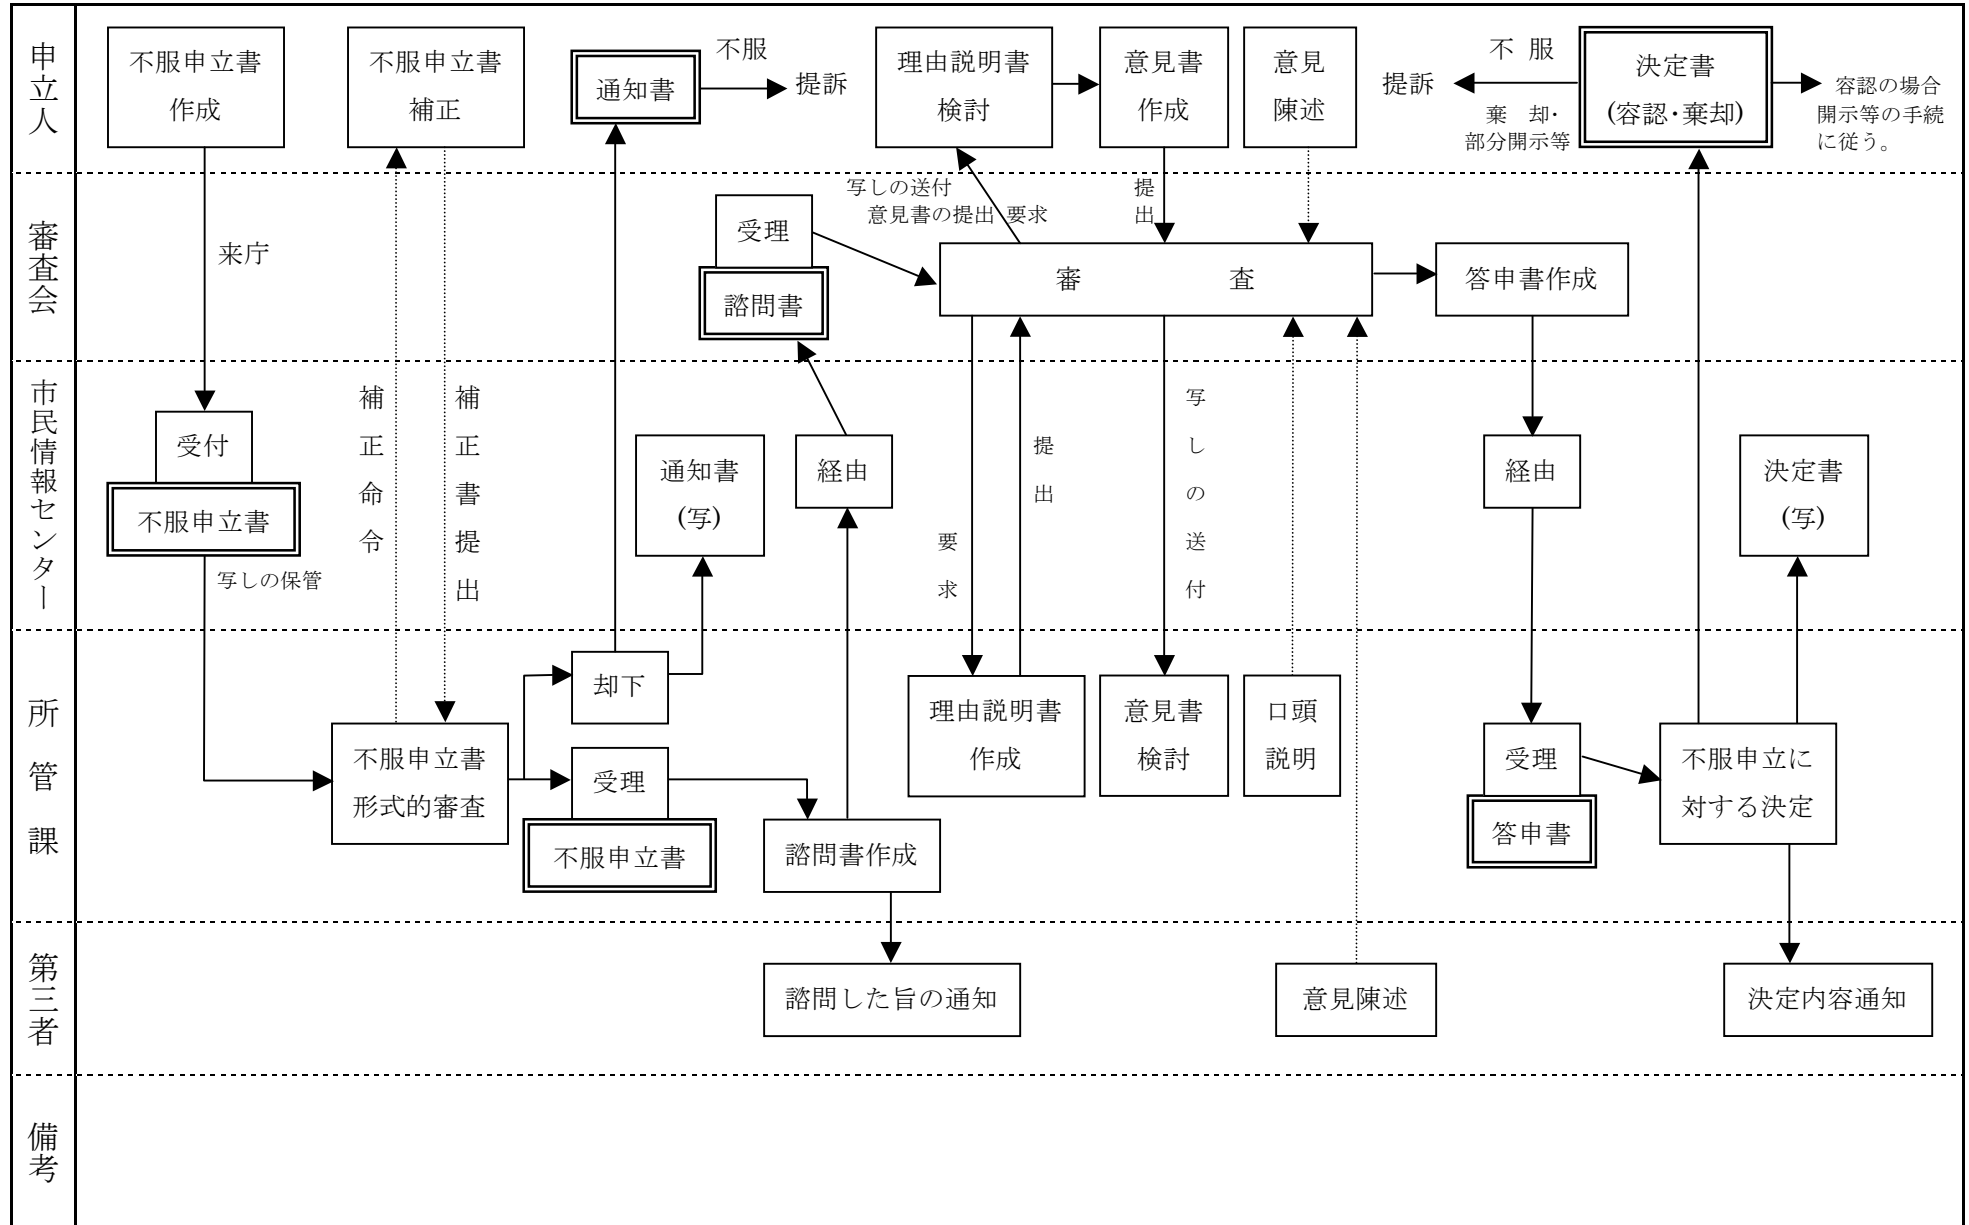 申立人
不服申立書
作成
不服申立書
補正
通知書
不服
提訴
理由説明書
検討
意見書
作成
意見
陳述
提訴
不 服
棄 却・
部分開示等
決定書
(容認・棄却)
容認の場合
開示等の手続
に従う。
審査会
来庁
受理
諮問書
写しの送付
意見書の提出 要求
提出
審 査
答申書作成
市民情報センター
受付
不服申立書
写しの保管
補正命令
補正書提出
通知書
(写)
経由
要求
提出
写しの送付
経由
決定書
(写)
所管課
不服申立書
形式的審査
却下
受理
不服申立書
諮問書作成
理由説明書
作成
意見書
検討
口頭
説明
受理
答申書
不服申立に
対する決定
第三者
諮問した旨の通知
意見陳述
決定内容通知
備考